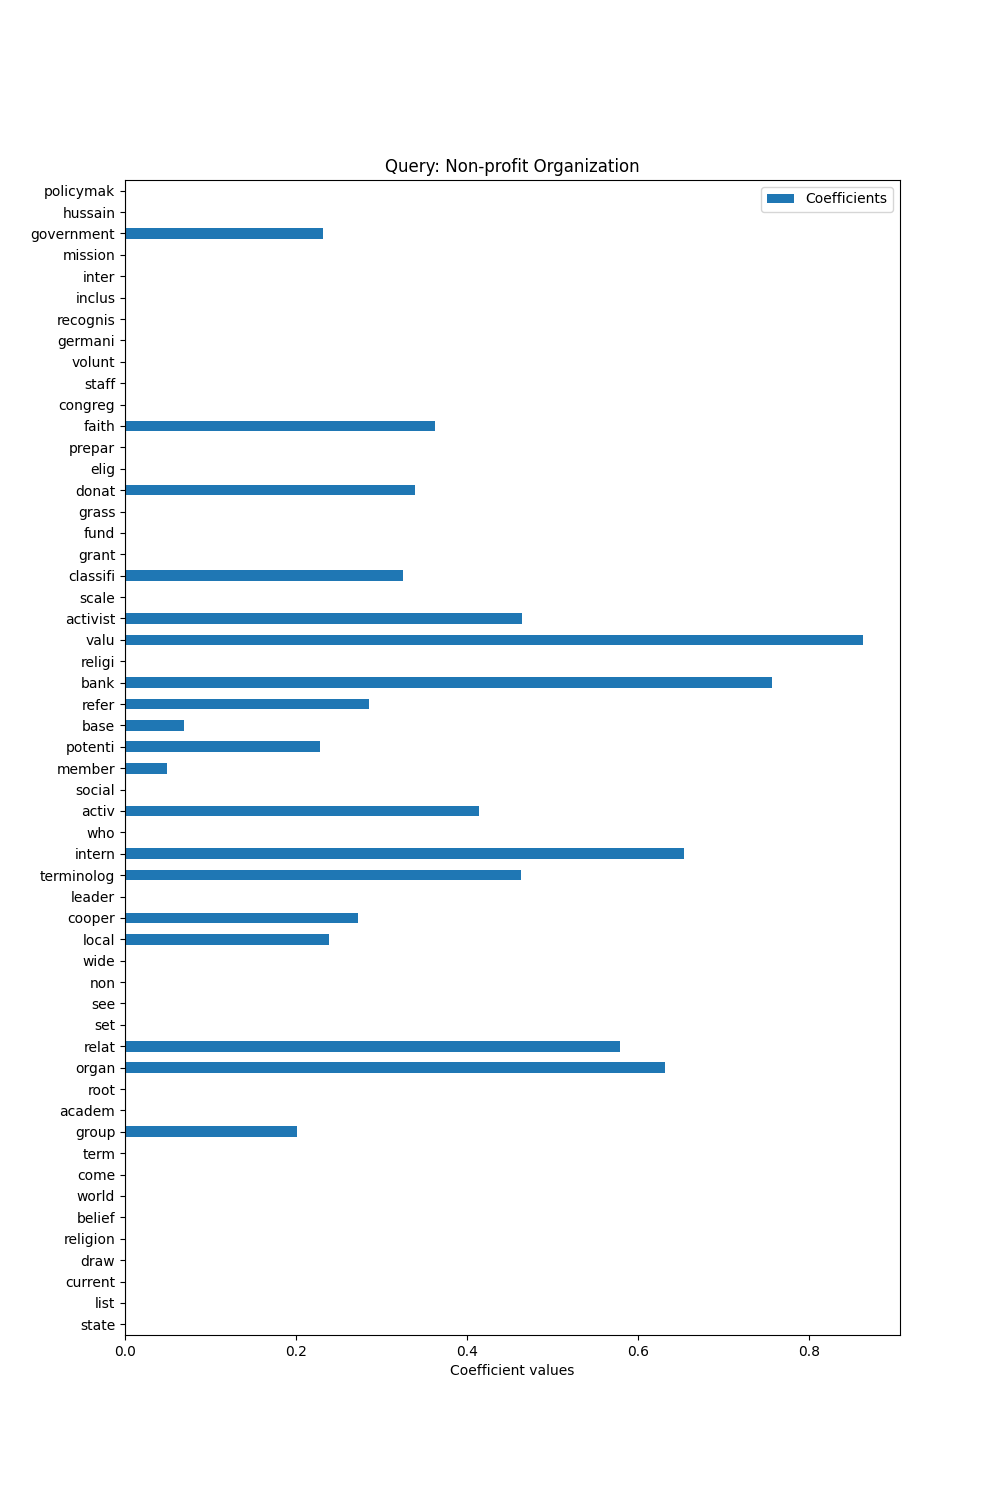 Query: Non-profit Organization
Coefficients
policymak
hussain
government
mission
inter
inclus
recognis
germani
volunt
staff
congreg
faith
prepar
elig
donat
grass
fund
grant
classifi
scale
activist
valu
religi
bank
refer
base
potenti
member
social
activ
who
intern
terminolog
leader
cooper
local
wide
non
see
set
relat
organ
root
academ
group
term
come
world
belief
religion
draw
current
list
state
0.0 0.2 0.4 0.6 0.8
Coefficient values